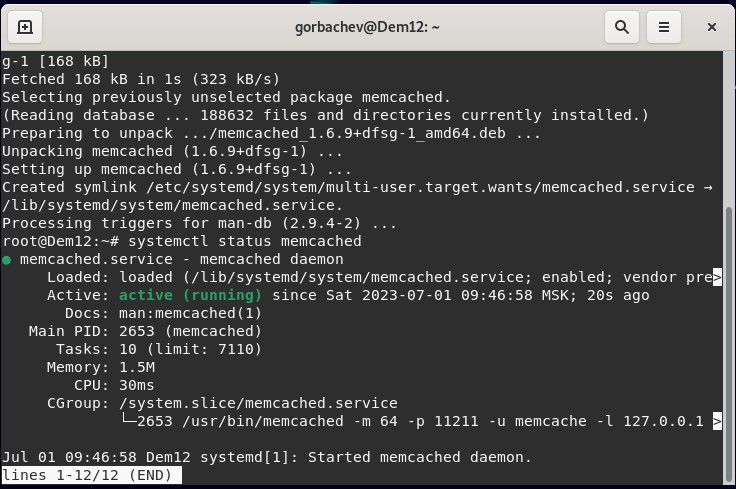 gorbachev@Dem12: ~
g-1 [168 kB]
Fetched 168 kB in 1s (323 kB/s)
Selecting previously unselected package memcached.
(Reading database ... 188632 files and directories currently installed.)
Preparing to unpack .../memcached_1.6.9+dfsg-1_amd64.deb ...
Unpacking memcached (1.6.9+dfsg-1) ...
Setting up memcached (1.6.9+dfsg-1) ...
Created symlink /etc/systemd/system/multi-user.target.wants/memcached.service →
/lib/systemd/system/memcached.service.
Processing triggers for man-db (2.9.4-2) ...
root@Dem12:~# systemctl status memcached
● memcached.service - memcached daemon
     Loaded: loaded (/lib/systemd/system/memcached.service; enabled; vendor pre>
     Active: active (running) since Sat 2023-07-01 09:46:58 MSK; 20s ago
       Docs: man:memcached(1)
   Main PID: 2653 (memcached)
      Tasks: 10 (limit: 7110)
     Memory: 1.5M
        CPU: 30ms
     CGroup: /system.slice/memcached.service
             └─2653 /usr/bin/memcached -m 64 -p 11211 -u memcache -l 127.0.0.1 >
Jul 01 09:46:58 Dem12 systemd[1]: Started memcached daemon.
lines 1-12/12 (END)